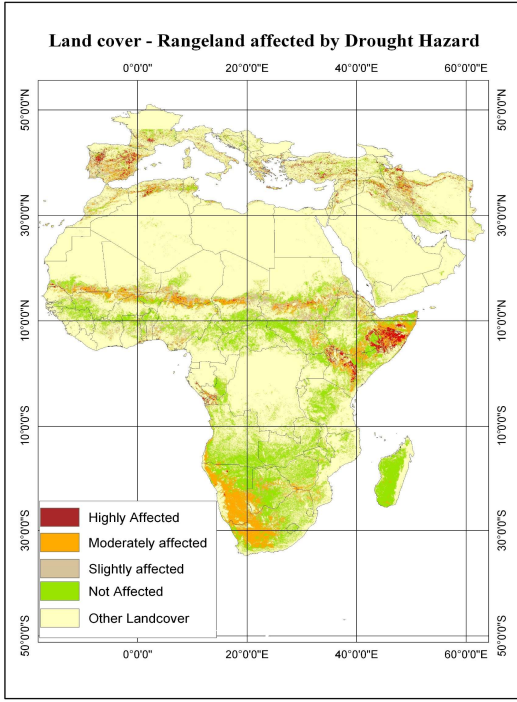 Land cover - Rangeland affected by Drought Hazard
0°0'0" 20°0'0"E 40°0'0"E 60°0'0"E
50°0'0"N 50°0'0"N
30°0'0"N 30°0'0"N
10°0'0"N 10°0'0"N
10°0'0"S 10°0'0"S
30°0'0"S 30°0'0"S
50°0'0"S 50°0'0"S
Highly Affected
Moderately affected
Slightly affected
Not Affected
Other Landcover
0°0'0" 20°0'0"E 40°0'0"E 60°0'0"E